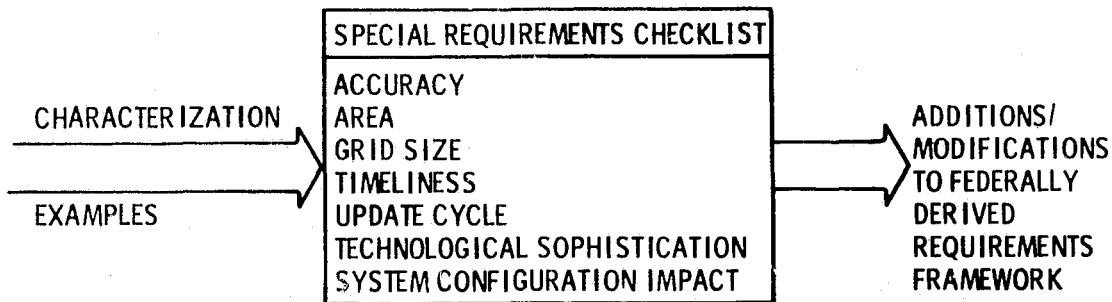 CHARACTERIZATION
EXAMPLES
SPECIAL REQUIREMENTS CHECKLIST
ACCURACY
AREA
GRID SIZE
TIMELINESS
UPDATE CYCLE
TECHNOLOGICAL SOPHISTICATION
SYSTEM CONFIGURATION IMPACT
ADDITIONS/
MODIFICATIONS
TO FEDERALLY
DERIVED
REQUIREMENTS
FRAMEWORK